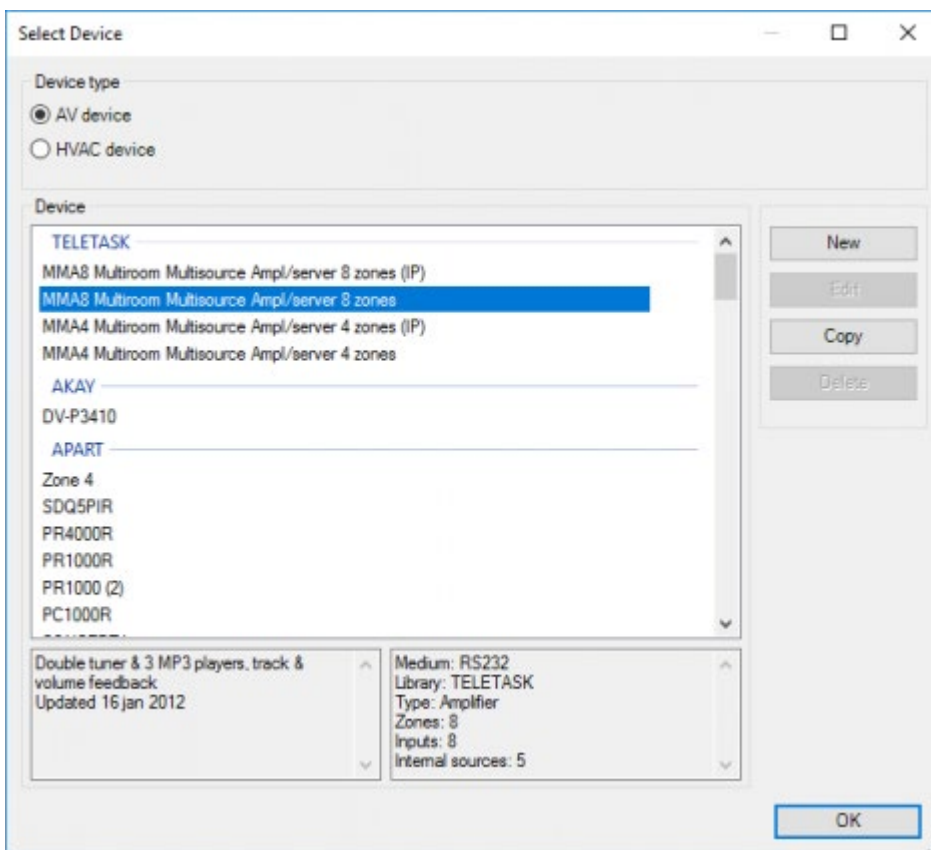 Select Device
Device type
AV device
HVAC device
Device
TELETASK
MMA8 Multiroom Multisource Ampl/server 8 zones (IP)
MMA8 Multiroom Multisource Ampl/server 8 zones
MMA4 Multiroom Multisource Ampl/server 4 zones (IP)
MMA4 Multiroom Multisource Ampl/server 4 zones
AKAY
DV-P3410
APART
Zone 4
SDQ5PIR
PR4000R
PR1000R
PR1000 (2)
PC1000R
New
Edit
Copy
Delete
Double tuner & 3 MP3 players, track &
volume feedback
Updated 16 jan 2012
Medium: RS232
Library: TELETASK
Type: Amplifier
Zones: 8
Inputs: 8
Internal sources: 5
OK